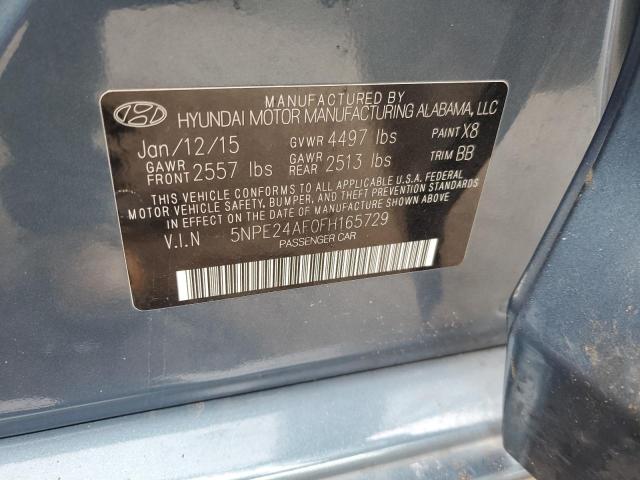 MANUFACTURED BY
HYUNDAI MOTOR MANUFACTURING ALABAMA, LLC
Jan/12/15 GVWR 4497 lbs PAINT X8
GAWR FRONT 2557 lbs GAWR REAR 2513 lbs TRIM BB
THIS VEHICLE CONFORMS TO ALL APPLICABLE U.S.A. FEDERAL
MOTOR VEHICLE SAFETY, BUMPER, AND THEFT PREVENTION STANDARDS
IN EFFECT ON THE DATE OF MANUFACTURE SHOWN ABOVE.
V.I.N 5NPE24AF0FH165729
PASSENGER CAR